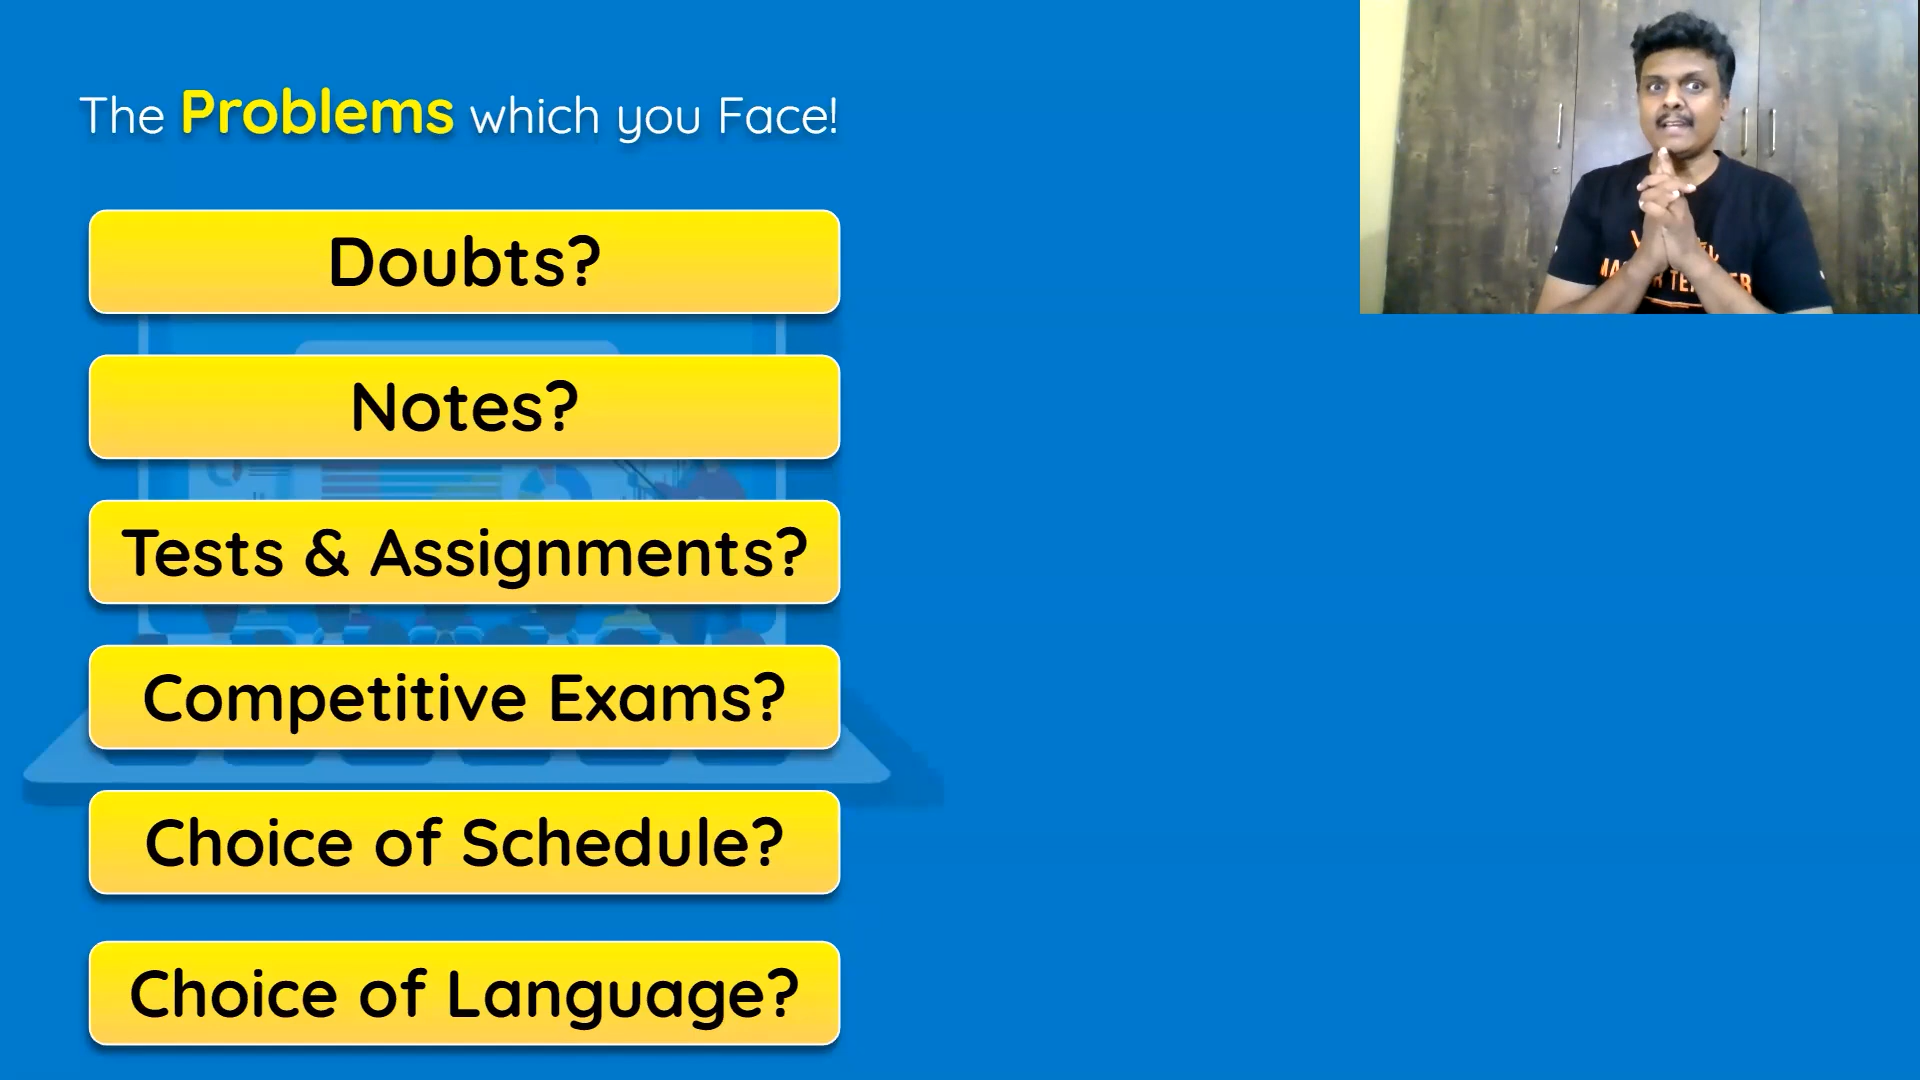 The Problems which you Face!
Doubts?
Notes?
Tests & Assignments?
Competitive Exams?
Choice of Schedule?
Choice of Language?